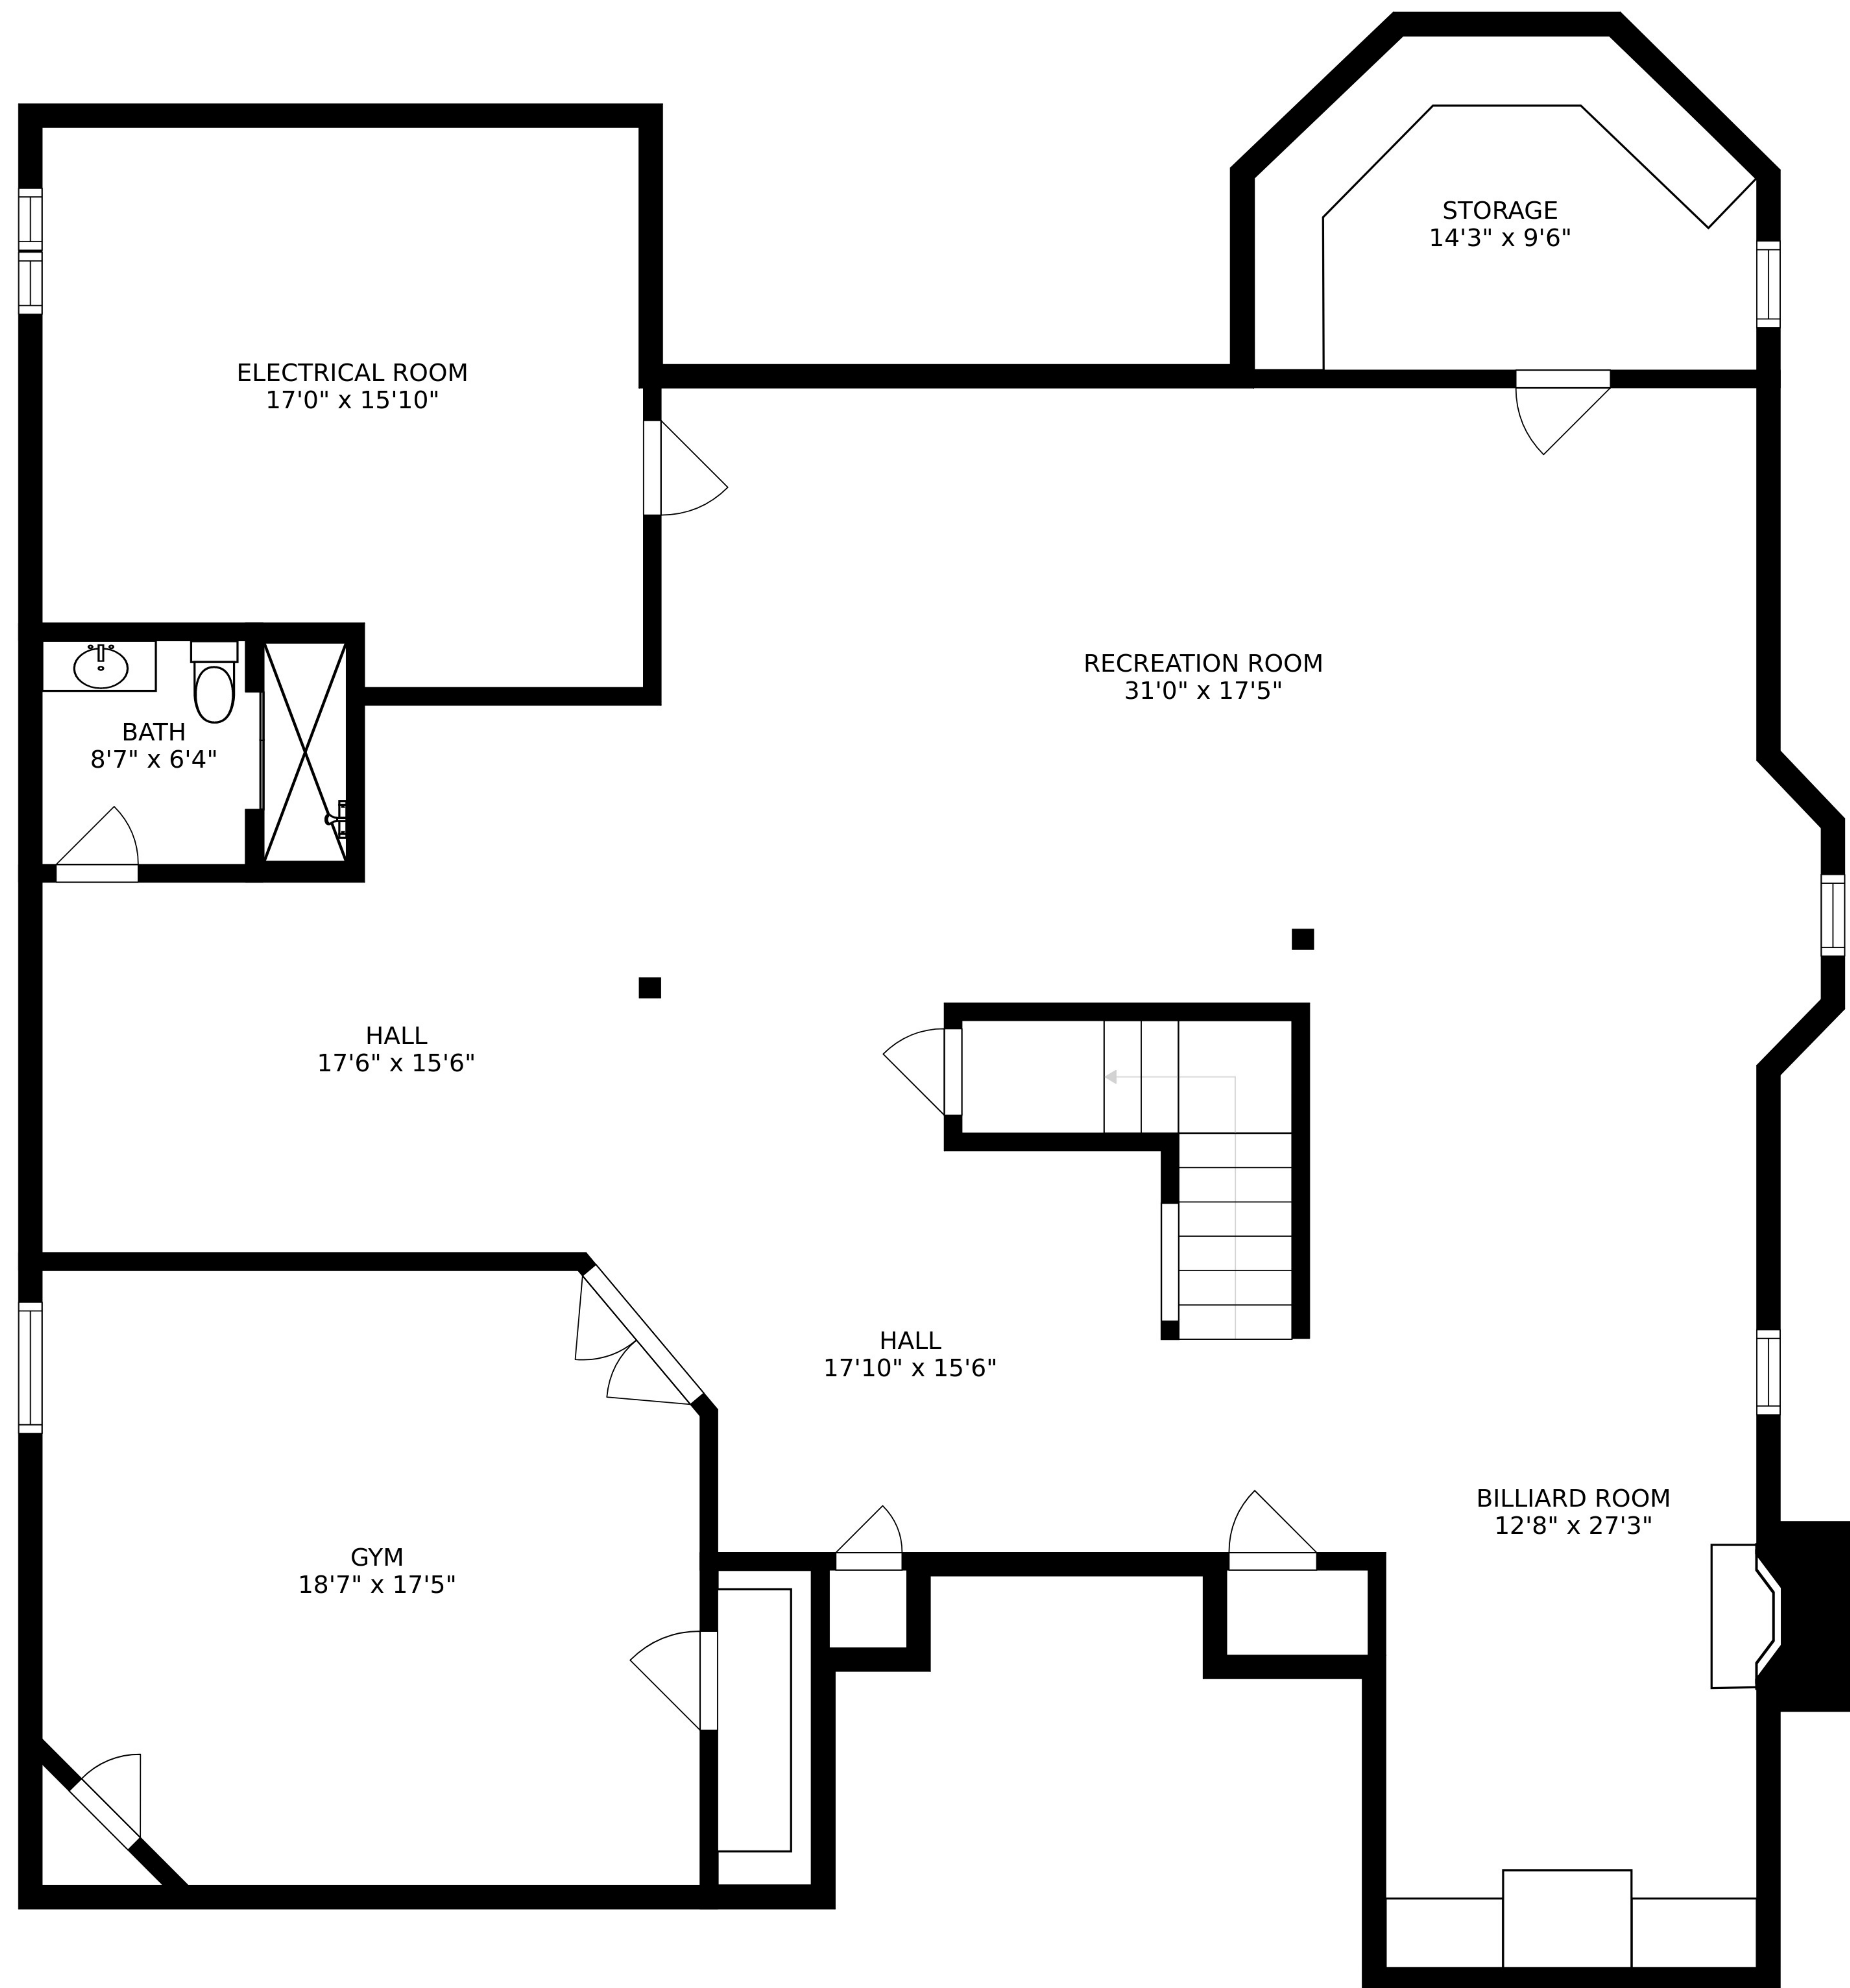 STORAGE
14'3" x 9'6"
ELECTRICAL ROOM
17'0" x 15'10"
RECREATION ROOM
31'0" x 17'5"
BATH
8'7" x 6'4"
HALL
17'6" x 15'6"
HALL
17'10" x 15'6"
BILLIARD ROOM
12'8" x 27'3"
GYM
18'7" x 17'5"